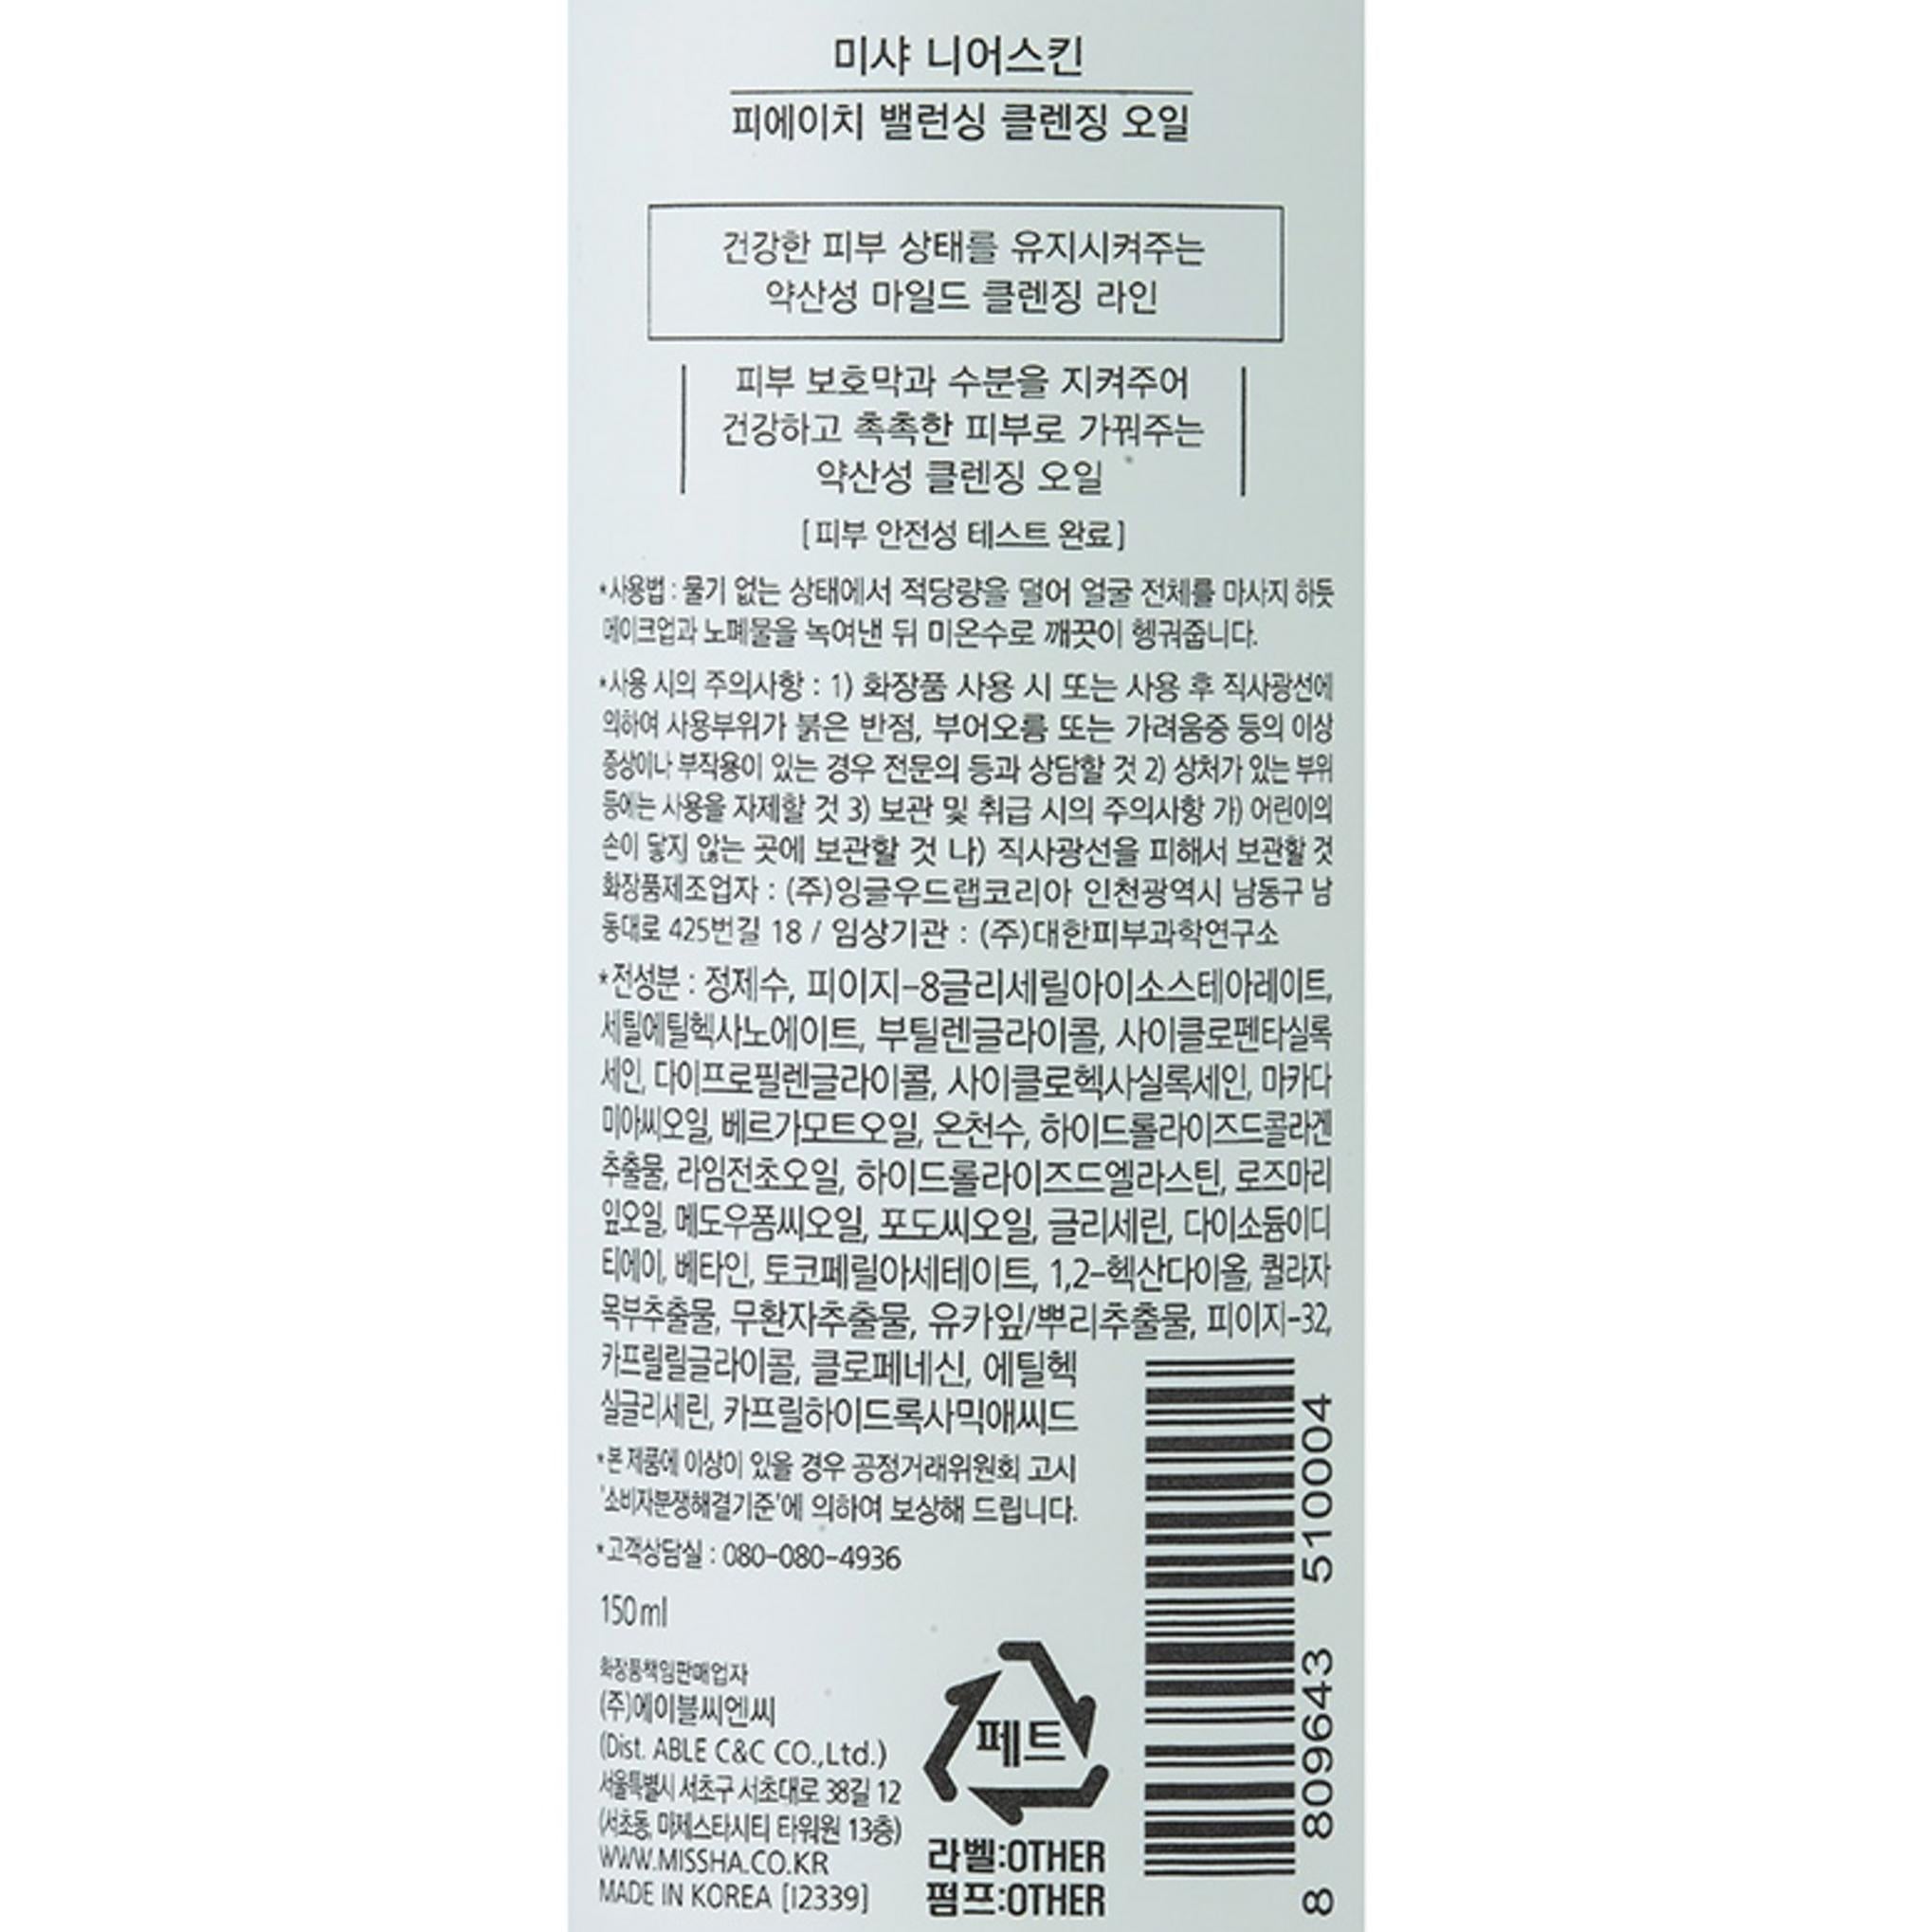 미샤 니어스킨
피에이치 밸런싱 클렌징 오일
건강한 피부 상태를 유지시켜주는
약산성 마일드 클렌징 라인
피부 보호막과 수분을 지켜주어
건강하고 촉촉한 피부로 가꿔주는
약산성 클렌징 오일
[피부 안전성 테스트 완료]
*사용법 : 물기 없는 상태에서 적당량을 덜어 얼굴 전체를 마사지 하듯
메이크업과 노폐물을 녹여낸 뒤 미온수로 깨끗이 헹궈줍니다.
*사용 시의 주의사항 : 1) 화장품 사용 시 또는 사용 후 직사광선에
의하여 사용부위가 붉은 반점, 부어오름 또는 가려움증 등의 이상
증상이나 부작용이 있는 경우 전문의 등과 상담할 것 2) 상처가 있는 부위
등에는 사용을 자제할 것 3) 보관 및 취급 시의 주의사항 가) 어린이의
손이 닿지 않는 곳에 보관할 것 나) 직사광선을 피해서 보관할 것
화장품제조업자 : (주)잉글우드랩코리아 인천광역시 남동구 남
동대로 425번길 18 / 임상기관 : (주)대한피부과학연구소
*전성분 : 정제수, 피이지-8글리세릴아이소스테아레이트,
세틸에틸헥사노에이트, 부틸렌글라이콜, 사이클로펜타실록
세인, 다이프로필렌글라이콜, 사이클로헥사실록세인, 마카다
미아씨오일, 베르가모트오일, 온천수, 하이드롤라이즈드콜라겐
추출물, 라임전초오일, 하이드롤라이즈드엘라스틴, 로즈마리
잎오일, 메도우폼씨오일, 포도씨오일, 글리세린, 다이소듐이디
티에이, 베타인, 토코페릴아세테이트, 1,2-헥산다이올, 퀼라자
목부추출물, 무환자추출물, 유카잎/뿌리추출물, 피이지-32,
카프릴릴글라이콜, 클로페네신, 에틸헥
실글리세린, 카프릴하이드록사믹애씨드
*본 제품에 이상이 있을 경우 공정거래위원회 고시
'소비자분쟁해결기준'에 의하여 보상해 드립니다.
*고객상담실 : 080-080-4936
150ml
화장품책임판매업자
(주)에이블씨엔씨
(Dist. ABLE C&C CO.,Ltd.)
서울특별시 서초구 서초대로 38길 12
(서초동, 마제스타시티 타워원 13층)
WWW.MISSHA.CO.KR
MADE IN KOREA [I2339]
페트
라벨:OTHER
펌프:OTHER
8 809643 510004